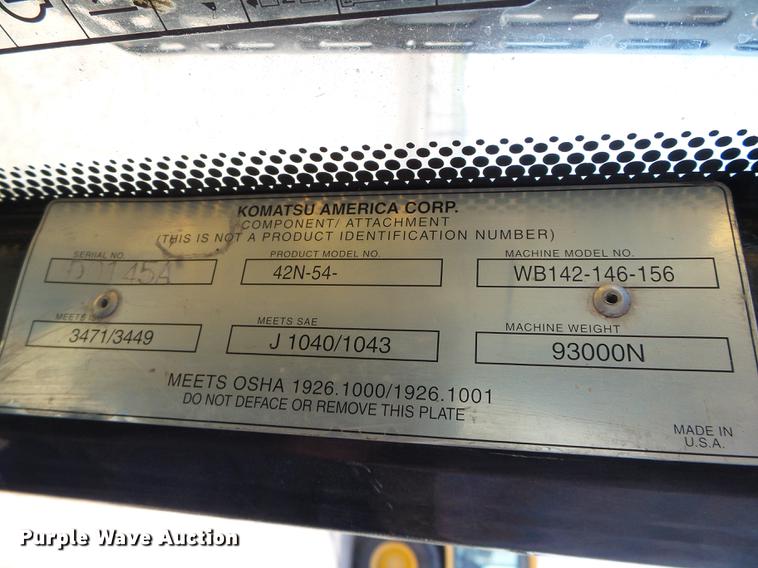 KOMATSU AMERICA CORP.
COMPONENT/ ATTACHMENT
(THIS IS NOT A PRODUCT IDENTIFICATION NUMBER)
SERIAL NO. PRODUCT MODEL NO. MACHINE MODEL NO.
42N-54- WB142-146-156
MEETS MEETS SAE MACHINE WEIGHT
3471/3449 J 1040/1043 93000N
MEETS OSHA 1926.1000/1926.1001
DO NOT DEFACE OR REMOVE THIS PLATE
MADE IN
U.S.A.
Purple Wave Auction